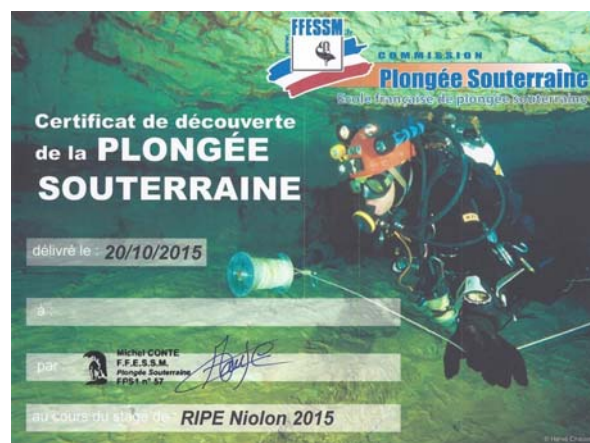 FFESSM
COMMISSION
Plongée Souterraine
École française de plongée souterraine
Certificat de découverte
de la PLONGÉE
SOUTERRAINE
délivré le : 20/10/2015
à :
par :
Michel CONTE
F.F.E.S.S.M.
Plongée Souterraine
FPS1 n° 57
au cours du stage de : RIPE Niolon 2015